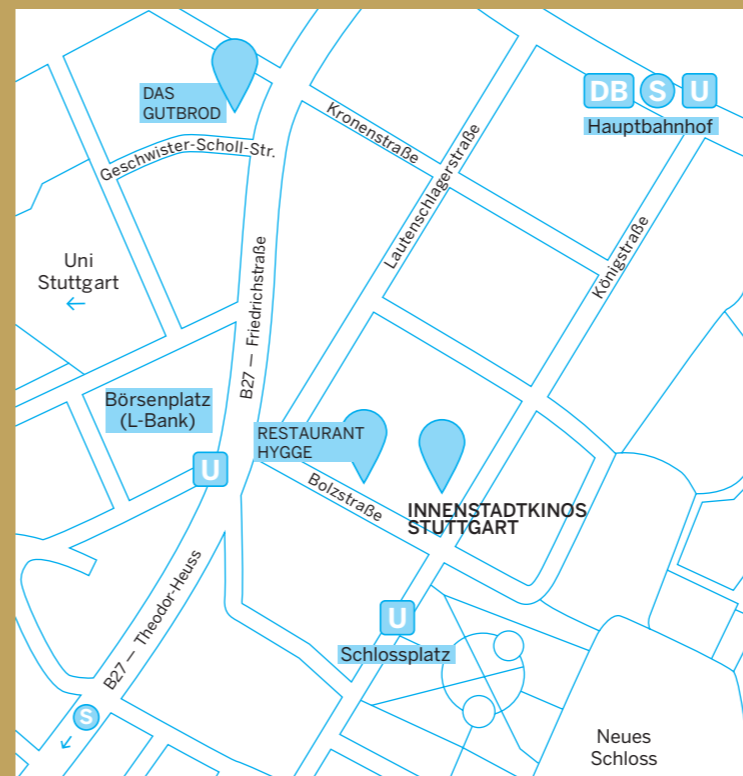 DAS
GUTBROD
DB S U
Hauptbahnhof
Kronenstraße
Geschwister-Scholl-Str.
Lautenschlagerstraße
Königstraße
Uni
Stuttgart
B27 — Friedrichstraße
Börsenplatz
(L-Bank)
U
RESTAURANT
HYGGE
Bolzstraße
INNENSTADTKINOS
STUTTGART
B27 — Theodor-Heuss
U
Schlossplatz
S
Neues
Schloss